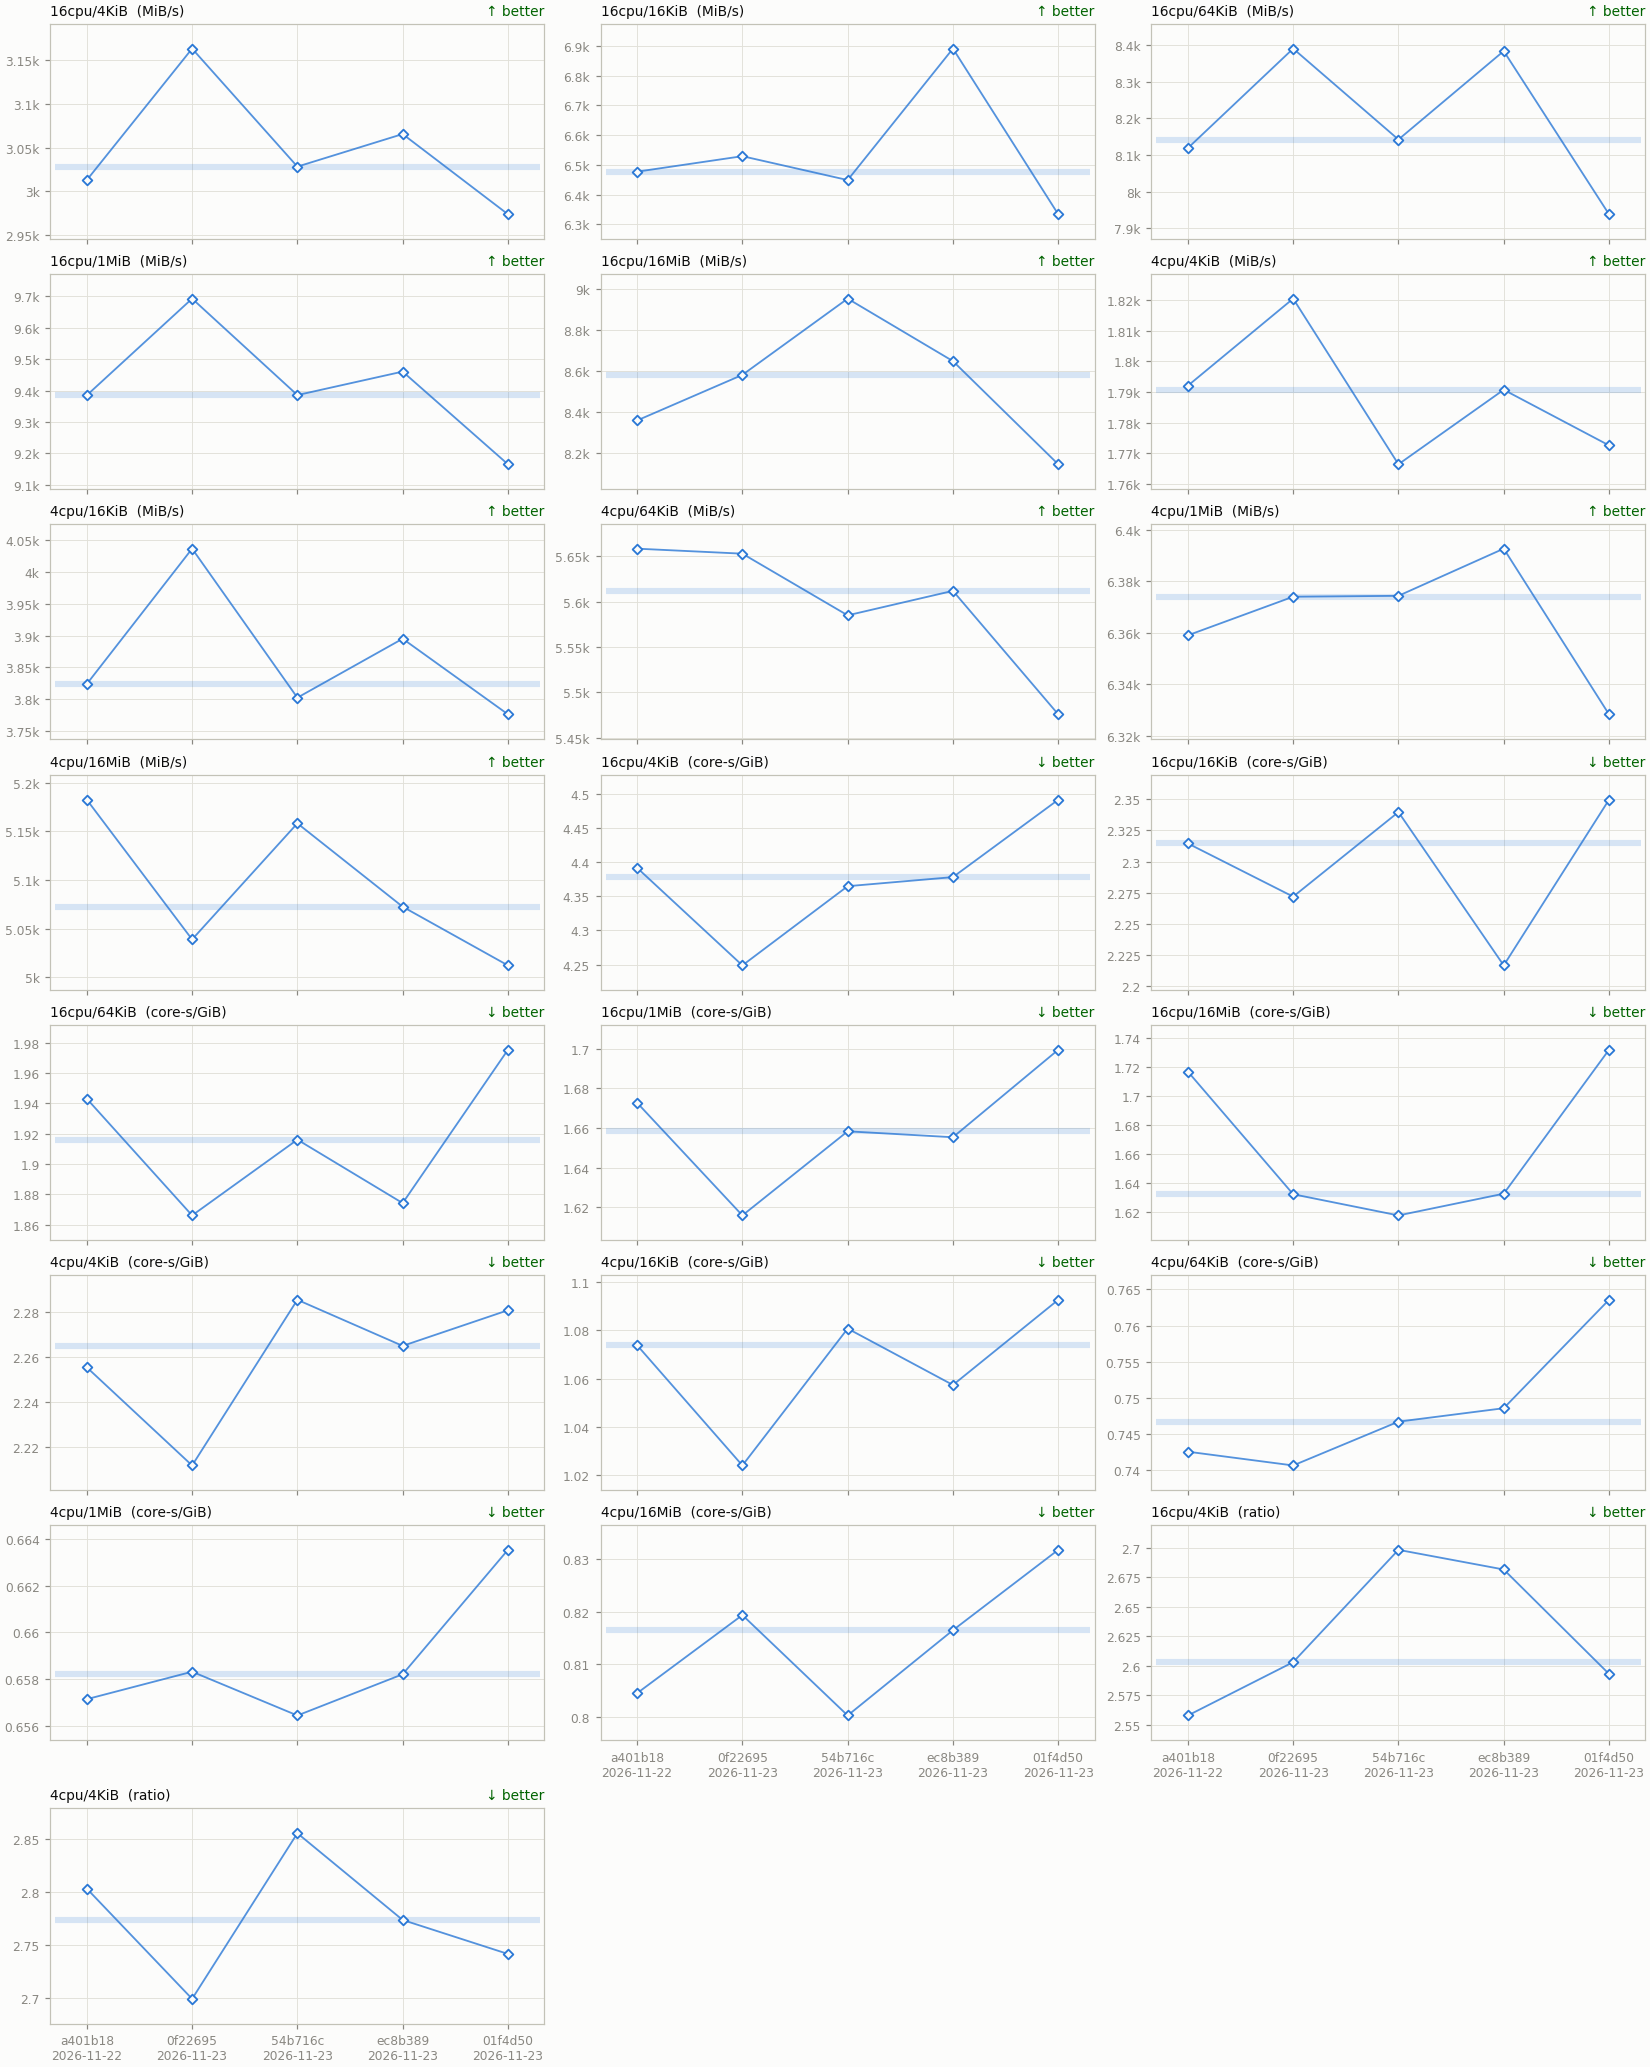 16cpu/4KiB (MiB/s) ↑ better
3.15k
3.1k
3.05k
3k
2.95k
16cpu/16KiB (MiB/s) ↑ better
6.9k
6.8k
6.7k
6.6k
6.5k
6.4k
6.3k
16cpu/64KiB (MiB/s) ↑ better
8.4k
8.3k
8.2k
8.1k
8k
7.9k
16cpu/1MiB (MiB/s) ↑ better
9.7k
9.6k
9.5k
9.4k
9.3k
9.2k
9.1k
16cpu/16MiB (MiB/s) ↑ better
9k
8.8k
8.6k
8.4k
8.2k
4cpu/4KiB (MiB/s) ↑ better
1.82k
1.81k
1.8k
1.79k
1.78k
1.77k
1.76k
4cpu/16KiB (MiB/s) ↑ better
4.05k
4k
3.95k
3.9k
3.85k
3.8k
3.75k
4cpu/64KiB (MiB/s) ↑ better
5.65k
5.6k
5.55k
5.5k
5.45k
4cpu/1MiB (MiB/s) ↑ better
6.4k
6.38k
6.36k
6.34k
6.32k
4cpu/16MiB (MiB/s) ↑ better
5.2k
5.15k
5.1k
5.05k
5k
16cpu/4KiB (core-s/GiB) ↓ better
4.5
4.45
4.4
4.35
4.3
4.25
16cpu/16KiB (core-s/GiB) ↓ better
2.35
2.325
2.3
2.275
2.25
2.225
2.2
16cpu/64KiB (core-s/GiB) ↓ better
1.98
1.96
1.94
1.92
1.9
1.88
1.86
16cpu/1MiB (core-s/GiB) ↓ better
1.7
1.68
1.66
1.64
1.62
16cpu/16MiB (core-s/GiB) ↓ better
1.74
1.72
1.7
1.68
1.66
1.64
1.62
4cpu/4KiB (core-s/GiB) ↓ better
2.28
2.26
2.24
2.22
4cpu/16KiB (core-s/GiB) ↓ better
1.1
1.08
1.06
1.04
1.02
4cpu/64KiB (core-s/GiB) ↓ better
0.765
0.76
0.755
0.75
0.745
0.74
4cpu/1MiB (core-s/GiB) ↓ better
0.664
0.662
0.66
0.658
0.656
4cpu/16MiB (core-s/GiB) ↓ better
0.83
0.82
0.81
0.8
a401b18 0f22695 54b716c ec8b389 01f4d50
2026-11-22 2026-11-23 2026-11-23 2026-11-23 2026-11-23
16cpu/4KiB (ratio) ↓ better
2.7
2.675
2.65
2.625
2.6
2.575
2.55
a401b18 0f22695 54b716c ec8b389 01f4d50
2026-11-22 2026-11-23 2026-11-23 2026-11-23 2026-11-23
4cpu/4KiB (ratio) ↓ better
2.85
2.8
2.75
2.7
a401b18 0f22695 54b716c ec8b389 01f4d50
2026-11-22 2026-11-23 2026-11-23 2026-11-23 2026-11-23